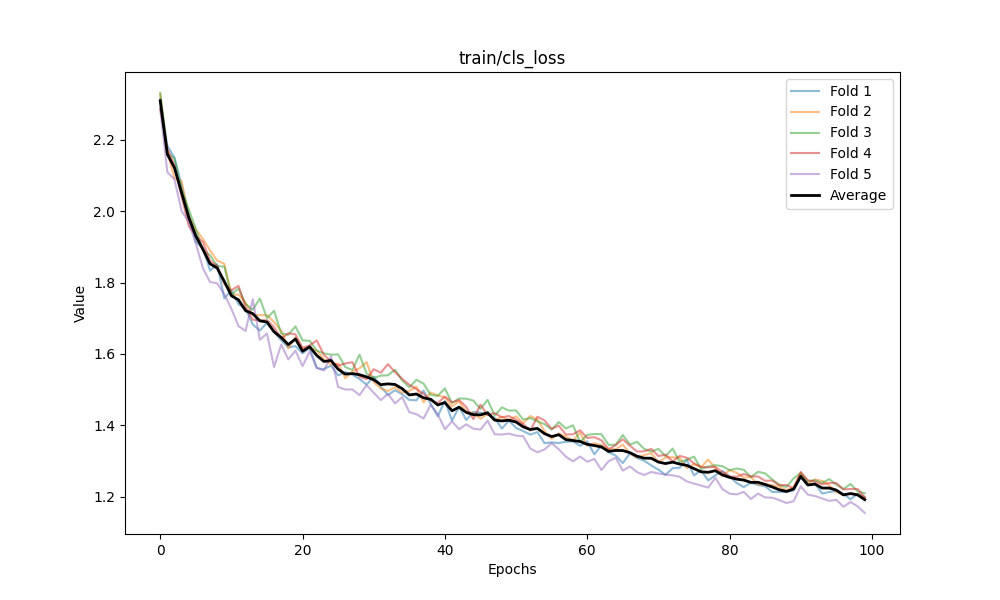 train/cls_loss
Value
2.2
2.0
1.8
1.6
1.4
1.2
0 20 40 60 80 100
Epochs
Fold 1
Fold 2
Fold 3
Fold 4
Fold 5
Average